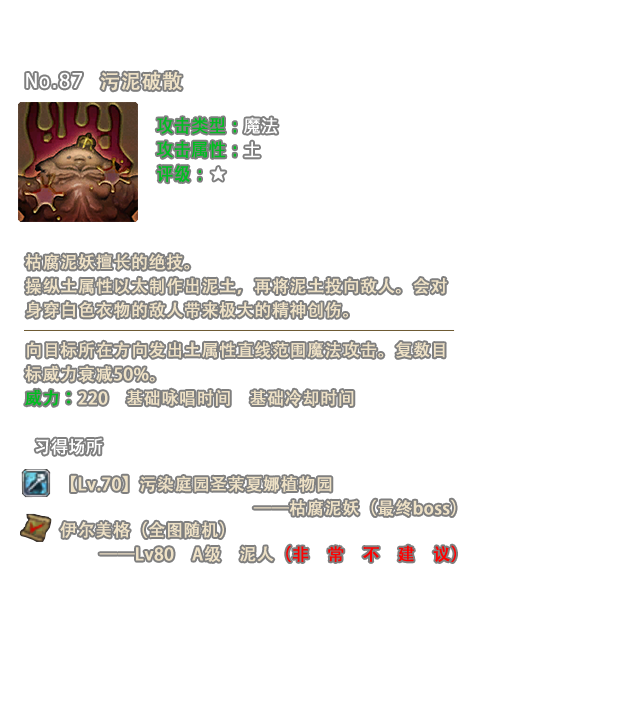 No.87 污泥破散
攻击类型：魔法
攻击属性：土
评级：☆
枯腐泥妖擅长的绝技。
操纵土属性以太制作出泥土，再将泥土投向敌人。会对
身穿白色衣物的敌人带来极大的精神创伤。
向目标所在方向发出土属性直线范围魔法攻击。复数目
标威力衰减50%。
威力：220 基础咏唱时间 基础冷却时间
习得场所
【Lv.70】污染庭园圣茉夏娜植物园
——枯腐泥妖（最终boss）
伊尔美格（全图随机）
——Lv80 A级 泥人（非 常 不 建 议）